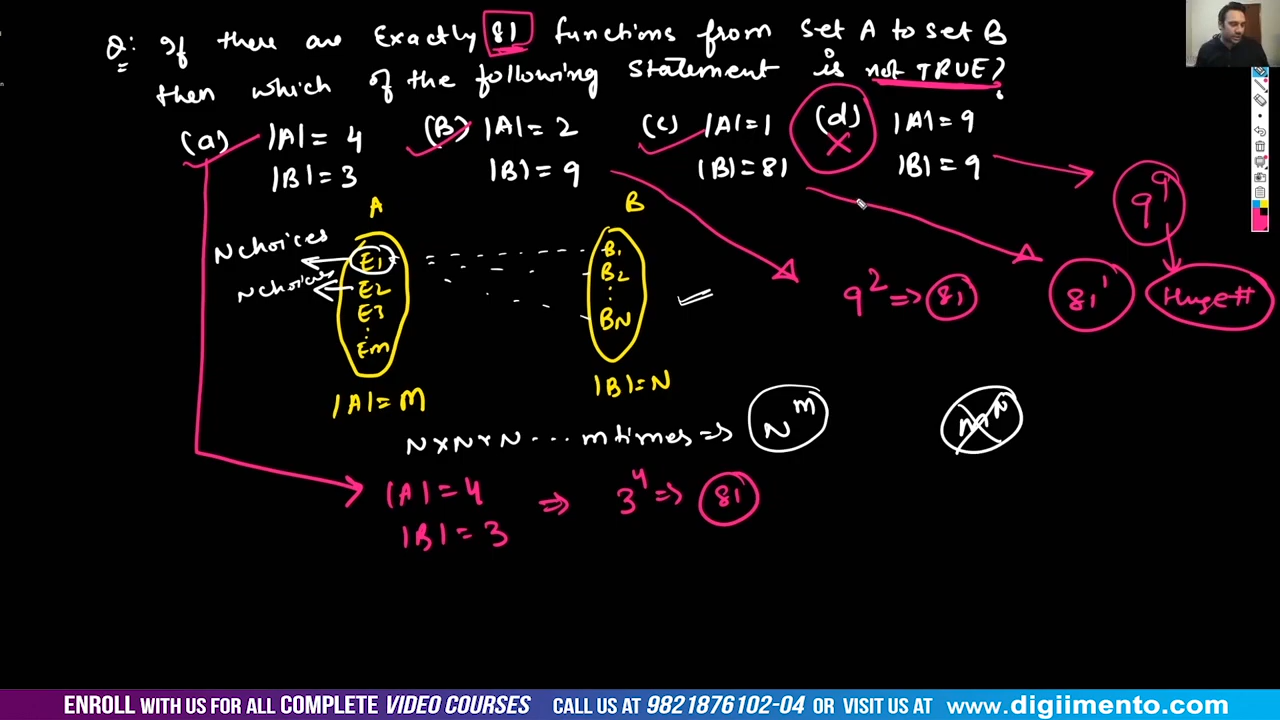 Q: If there are Exactly 81 functions from set A to set B
then which of the following statement is not TRUE?
(a) |A|= 4 (B) |A|= 2 (c) |A|=1 (d) |A|= 9
|B|= 3 |B|= 9 |B|= 81 |B|= 9
A B
9^9
N choices E1 B1
N choices E2 B2
E3 :
: BN
Em
9^2 => 81
81^1 Huge#
|A|= M |B|= N
N x N x N ... m times => N^m
m^N
|A| = 4 => 3^4 => 81
|B| = 3
ENROLL WITH US FOR ALL COMPLETE VIDEO COURSES CALL US AT 9821876102-04 OR VISIT US AT www.digiimento.com